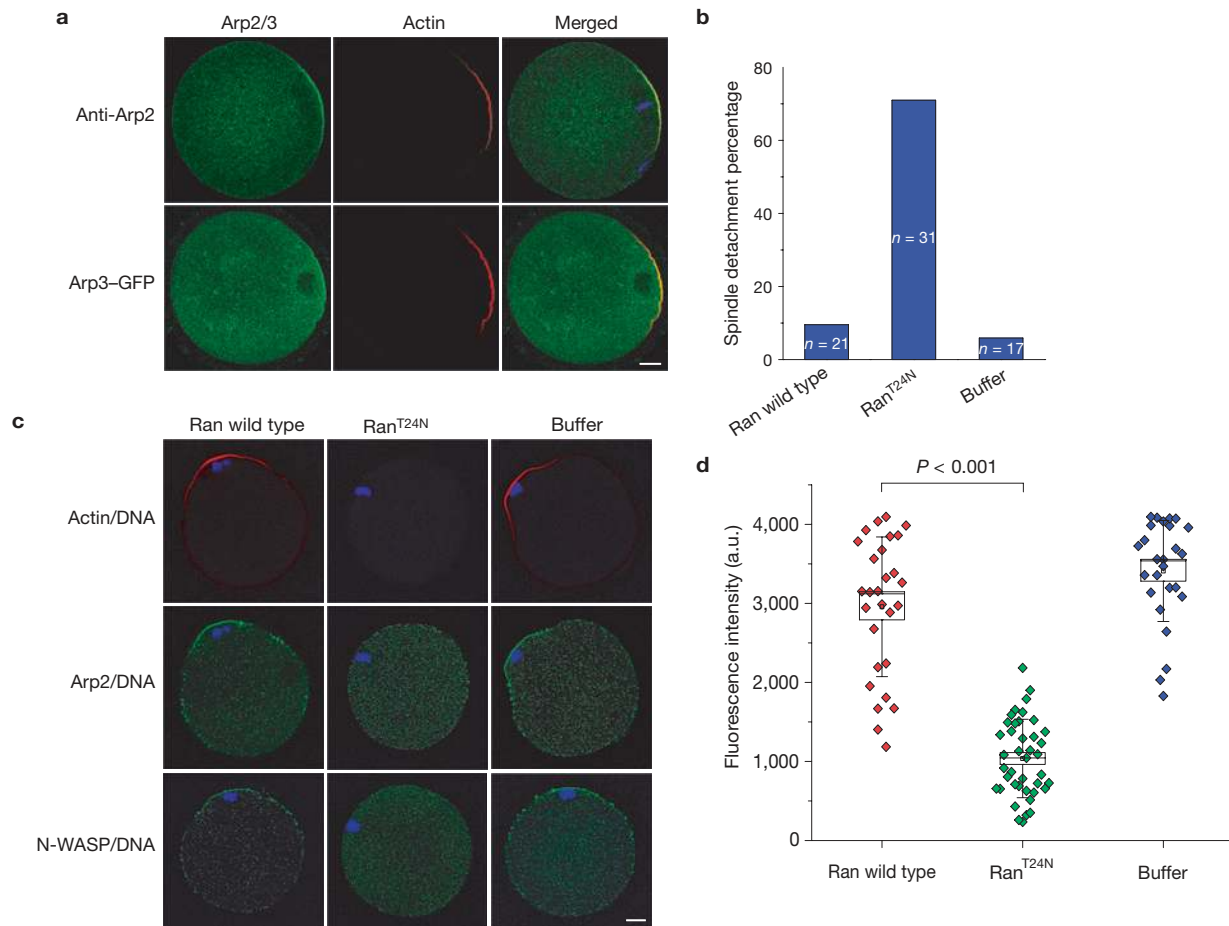 a
Arp2/3 Actin Merged
Anti-Arp2
Arp3–GFP
b
Spindle detachment percentage
80
60
40
20
0
n = 21
n = 31
n = 17
Ran wild type
Ran^T24N
Buffer
c
Ran wild type Ran^T24N Buffer
Actin/DNA
Arp2/DNA
N-WASP/DNA
d
P < 0.001
Fluorescence intensity (a.u.)
4,000
3,000
2,000
1,000
0
Ran wild type Ran^T24N Buffer